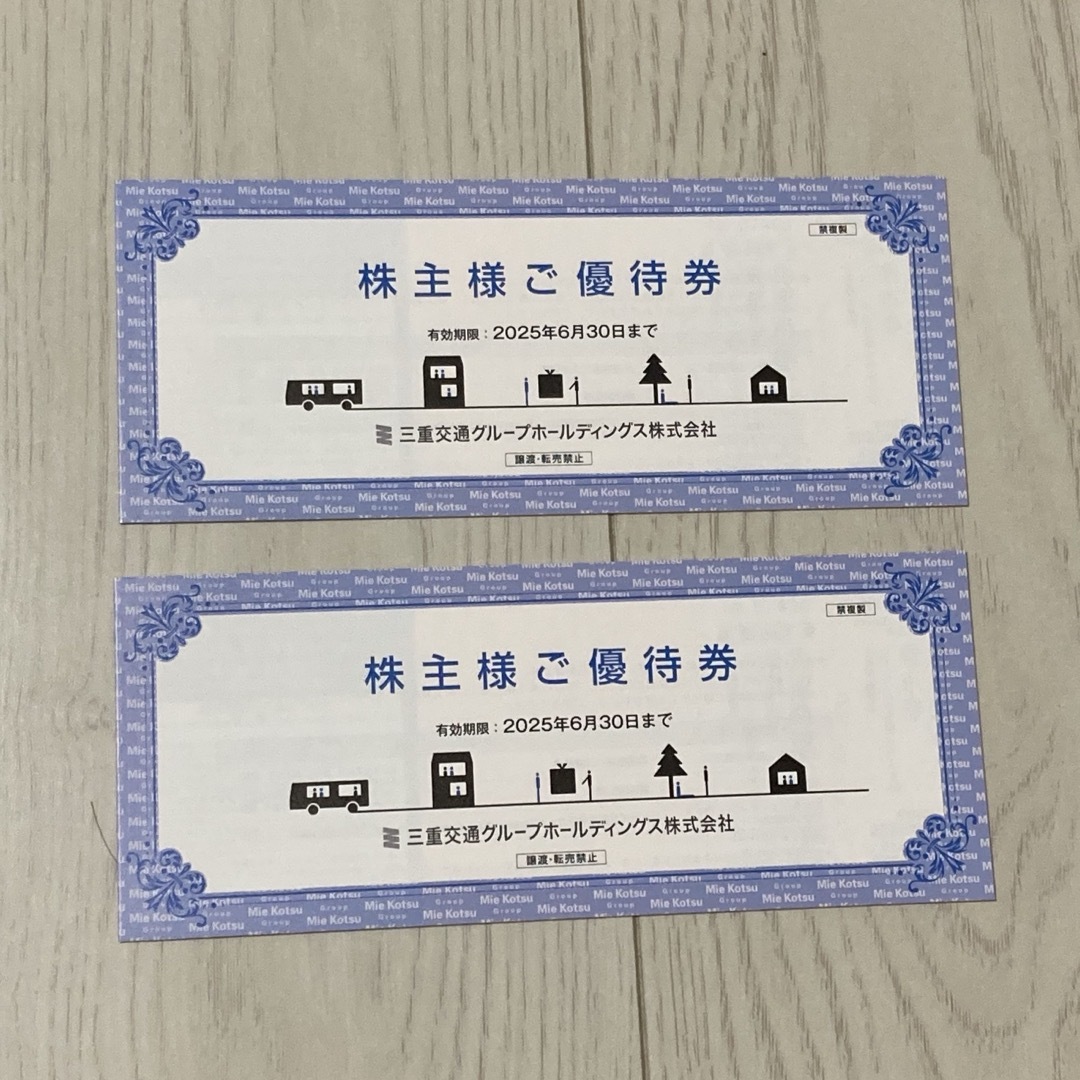 禁複製
株主様ご優待券
有効期限：2025年6月30日まで
三重交通グループホールディングス株式会社
譲渡・転売禁止
Mie Kotsu Group
禁複製
株主様ご優待券
有効期限：2025年6月30日まで
三重交通グループホールディングス株式会社
譲渡・転売禁止
Mie Kotsu Group